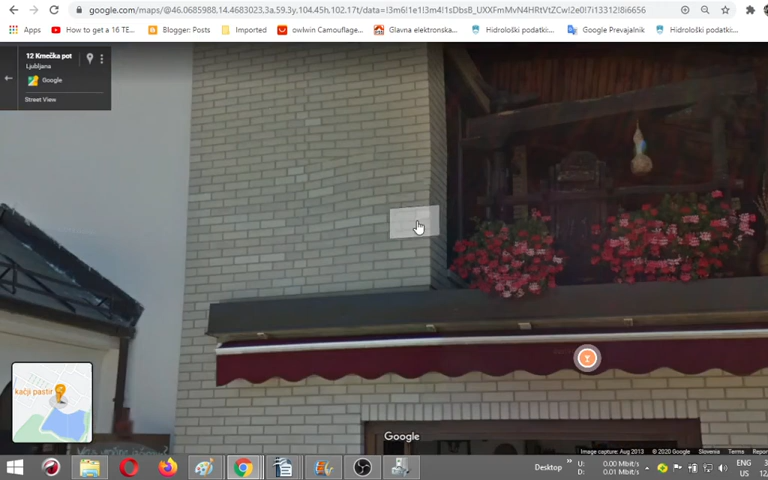 google.com/maps/@46.0685988,14.4683023,3a,59.3y,104.45h,102.17t/data=!3m6!1e1!3m4!1sDbsB_UXXFmMvN4HRtVtZCw!2e0!7i13312!8i6656
YouTube
How to get a 16 TE...
Blogger: Posts
Imported
owlwin Camouflage...
Glavna elektronska...
Hidrološki podatki:...
Google Prevajalnik
Hidrološki podatki:...
12 Kmečka pot
Ljubljana
Google
Street View
kačji pastir
Google
Image capture: Aug 2013 © 2020 Google Slovenia Terms
Desktop
U: 0.00 Mbit/s
D: 0.01 Mbit/s
ENG
US